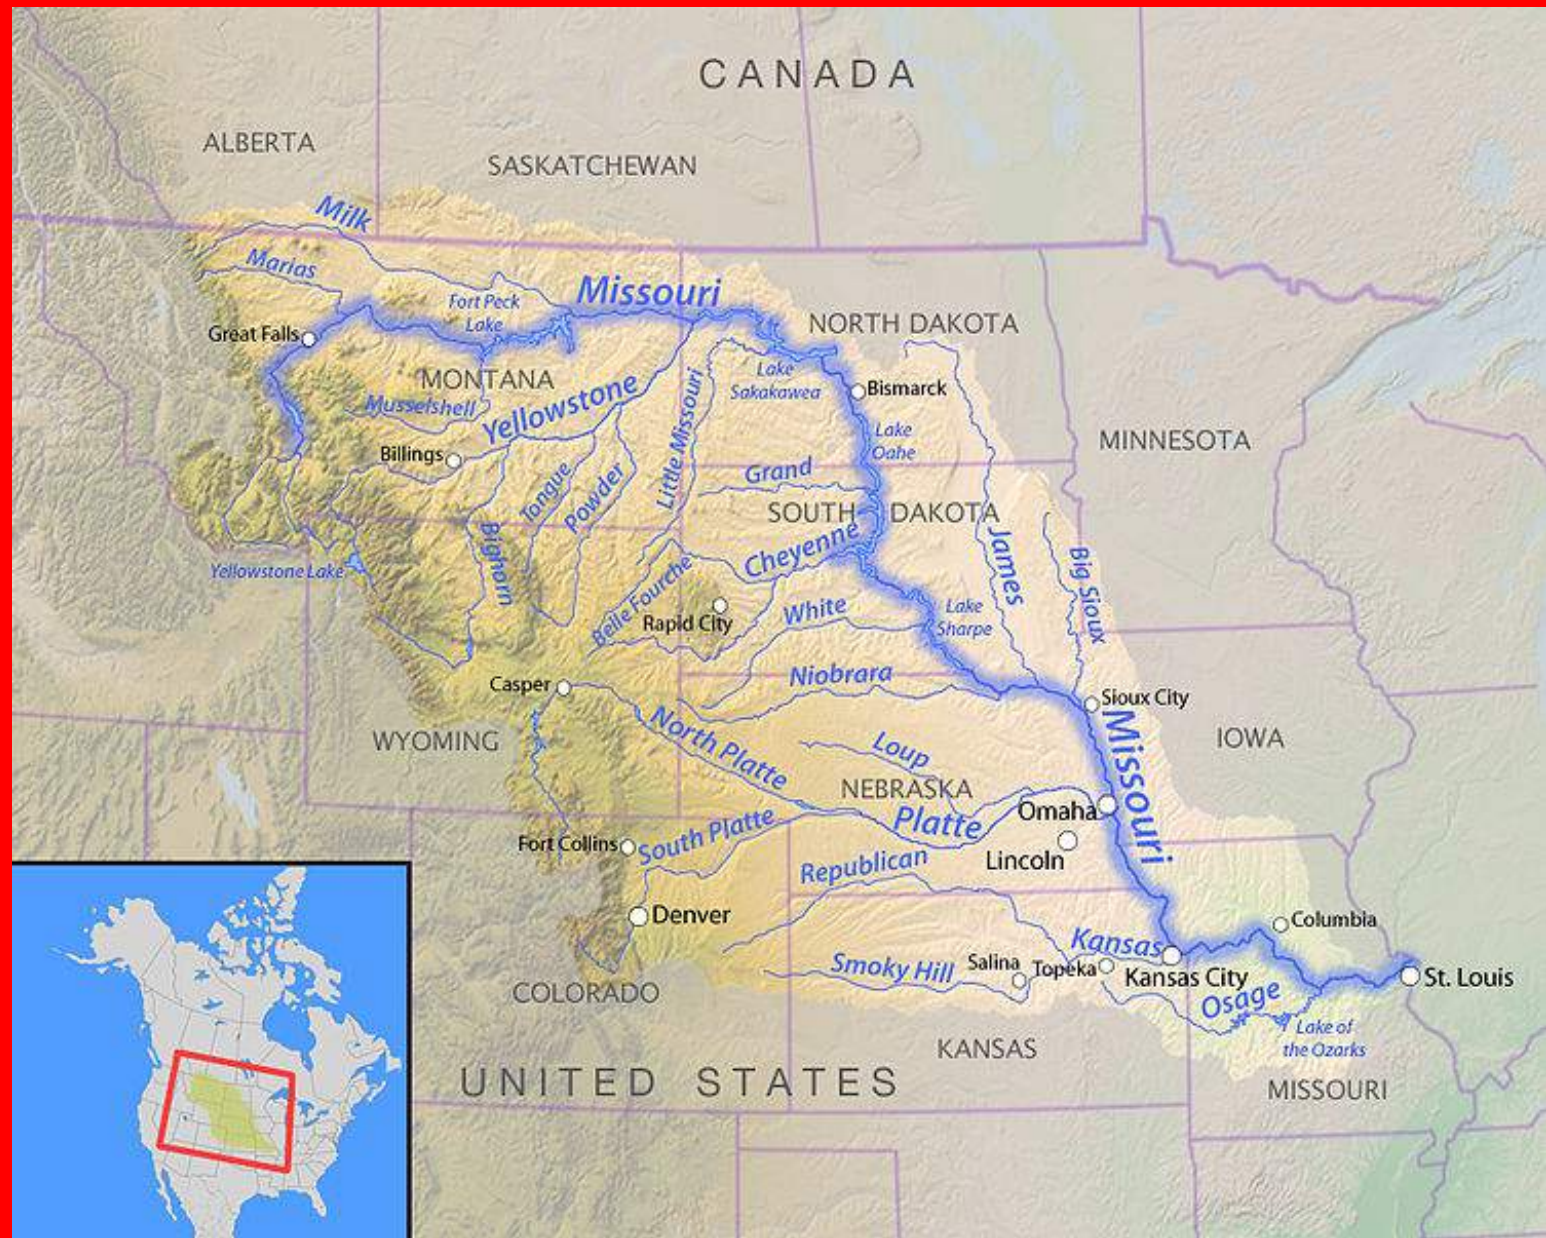 CANADA
ALBERTA
SASKATCHEWAN
Milk
Marias
Missouri
Fort Peck
Lake
Great Falls
NORTH DAKOTA
MONTANA
Lake
Sakakawea
Bismarck
Musselshell
Yellowstone
Little Missouri
Lake
Oahe
MINNESOTA
Billings
Tongue
Powder
Grand
SOUTH DAKOTA
Bighorn
Cheyenne
James
Big Sioux
Yellowstone Lake
Belle Fourche
Rapid City
White
Lake
Sharpe
Casper
Niobrara
Sioux City
WYOMING
North Platte
Loup
Missouri
IOWA
NEBRASKA
Omaha
Fort Collins
South Platte
Platte
Lincoln
Republican
Denver
Columbia
Kansas
Smoky Hill
Salina
Topeka
Kansas City
St. Louis
COLORADO
Osage
Lake of
the Ozarks
KANSAS
UNITED STATES
MISSOURI